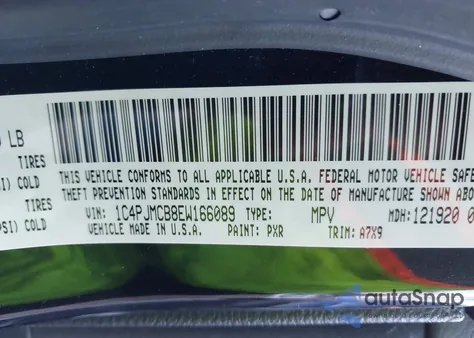 LB
TIRES
THIS VEHICLE CONFORMS TO ALL APPLICABLE U.S.A. FEDERAL MOTOR VEHICLE SAFE
COLD
THEFT PREVENTION STANDARDS IN EFFECT ON THE DATE OF MANUFACTURE SHOWN ABO
TIRES
VIN: 1C4PJMCB8EW166089 TYPE: MPV MDH: 121920 0
PSI) COLD
VEHICLE MADE IN U.S.A. PAINT: PXR TRIM: A7X9
autoSnap